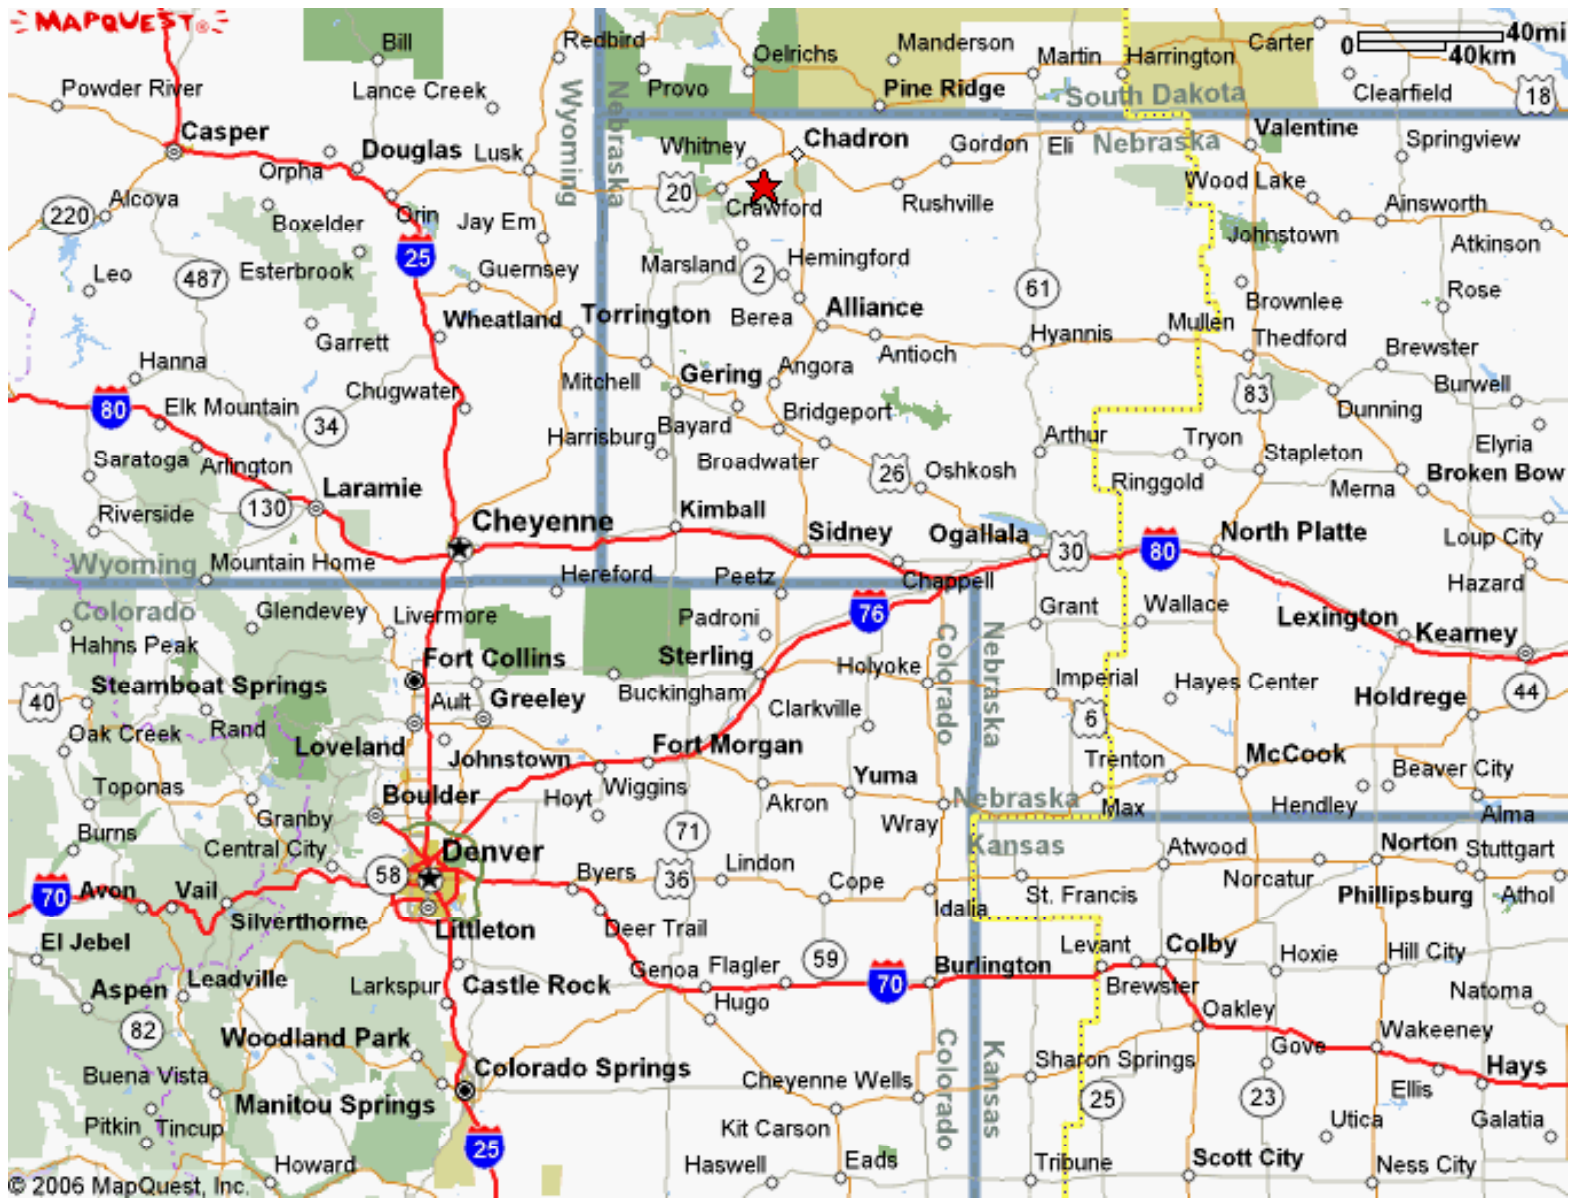 MAPQUEST®
40mi
0
40km
Bill
Redbird
Oelrichs
Manderson
Martin
Harrington
Carter
Powder River
Lance Creek
Provo
Pine Ridge
Clearfield
18
South Dakota
Wyoming
Nebraska
Casper
Douglas
Lusk
Whitney
Chadron
Gordon
Eli
Nebraska
Valentine
Springview
Orpha
20
Crawford
Rushville
Wood Lake
Ainsworth
220
Alcova
Boxelder
Orin
Jay Em
Johnstown
Atkinson
25
Leo
487
Esterbrook
Guernsey
Marsland
2
Hemingford
61
Brownlee
Rose
Garrett
Wheatland
Torrington
Berea
Alliance
Hyannis
Mullen
Thedford
Brewster
Hanna
Antioch
Chugwater
Mitchell
Gering
Angora
83
Burwell
80
Elk Mountain
34
Bayard
Bridgeport
Dunning
Harrisburg
Arthur
Tryon
Elyria
Saratoga
Arlington
Broadwater
26
Oshkosh
Stapleton
Broken Bow
Ringgold
Merna
130
Laramie
Riverside
Cheyenne
Kimball
Sidney
Ogallala
30
80
North Platte
Loup City
Wyoming
Mountain Home
Hereford
Peetz
Chappell
Hazard
Colorado
Glendevey
Livermore
Padroni
76
Grant
Wallace
Lexington
Kearney
Hahns Peak
Colorado
Nebraska
Fort Collins
Sterling
Holyoke
Imperial
Hayes Center
40
Steamboat Springs
Ault
Greeley
Buckingham
Clarkville
Holdrege
44
Oak Creek
Rand
6
Loveland
Johnstown
Fort Morgan
Trenton
McCook
Toponas
Boulder
Hoyt
Wiggins
Yuma
Akron
Beaver City
Nebraska
Max
Hendley
Alma
Granby
71
Wray
Burns
Kansas
Central City
58
Denver
Byers
36
Lindon
Cope
Atwood
Norton
Stuttgart
70
Avon
Vail
St. Francis
Norcatur
Phillipsburg
Athol
Silverthorne
Littleton
Deer Trail
Idalia
El Jebel
Levant
Colby
Hoxie
Hill City
59
Leadville
Genoa
Flagler
70
Burlington
Aspen
Larkspur
Castle Rock
Hugo
Brewster
Natoma
82
Oakley
Wakeeney
Woodland Park
Gove
Colorado
Kansas
Sharon Springs
Hays
Buena Vista
Colorado Springs
Cheyenne Wells
25
23
Ellis
Manitou Springs
Pitkin
Tincup
Kit Carson
Utica
Galatia
25
Howard
Haswell
Eads
Tribune
Scott City
Ness City
© 2006 MapQuest, Inc.